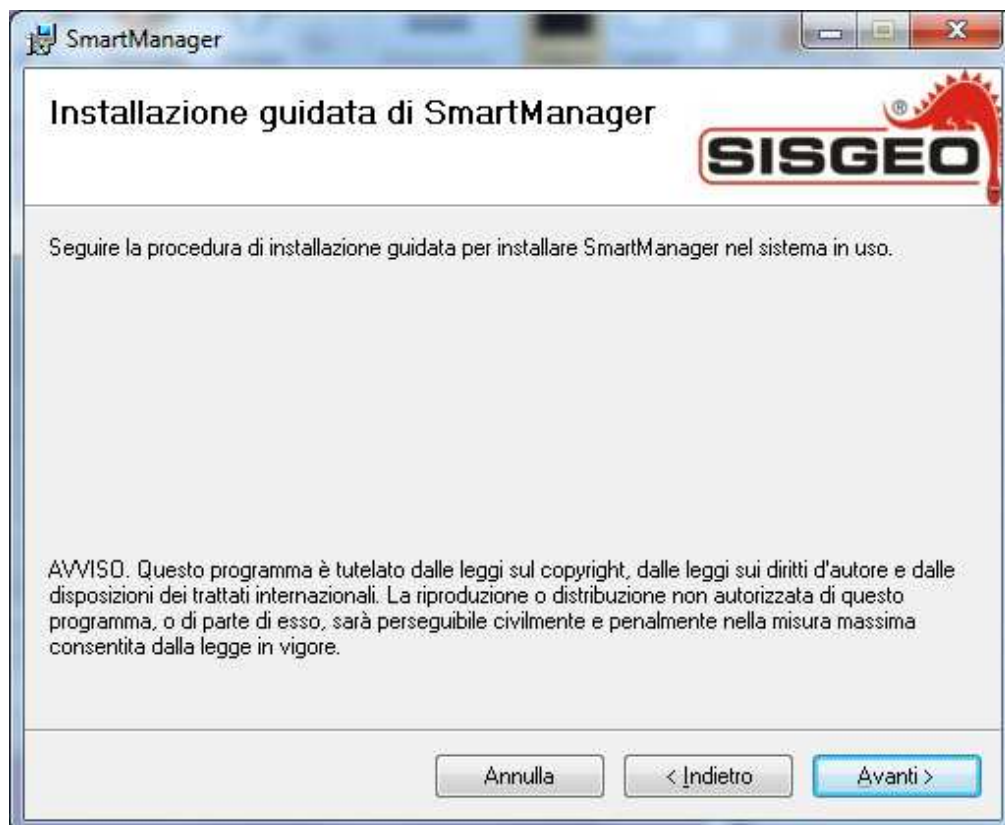 SmartManager
Installazione guidata di SmartManager
®
SISGEO
Seguire la procedura di installazione guidata per installare SmartManager nel sistema in uso.
AVVISO. Questo programma è tutelato dalle leggi sul copyright, dalle leggi sui diritti d'autore e dalle
disposizioni dei trattati internazionali. La riproduzione o distribuzione non autorizzata di questo
programma, o di parte di esso, sarà perseguibile civilmente e penalmente nella misura massima
consentita dalla legge in vigore.
Annulla
< Indietro
Avanti >